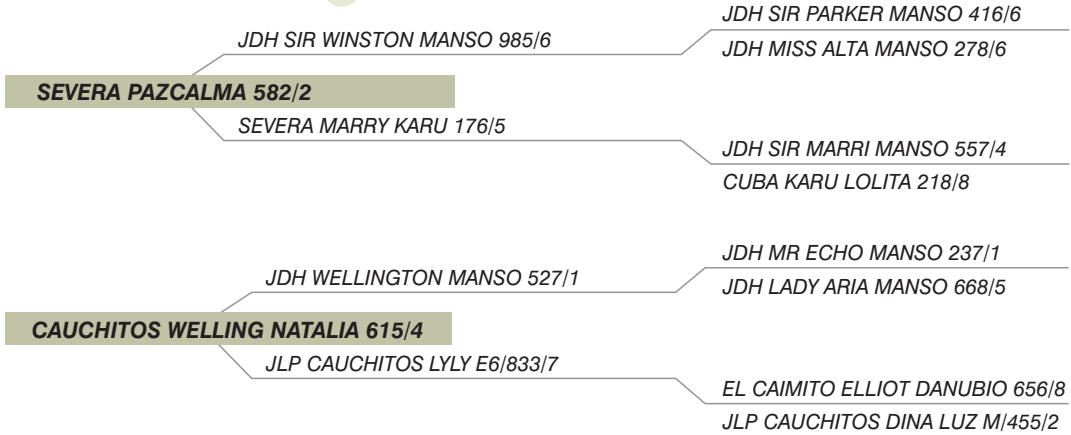 JDH SIR PARKER MANSO 416/6
JDH SIR WINSTON MANSO 985/6
JDH MISS ALTA MANSO 278/6
SEVERA PAZCALMA 582/2
SEVERA MARRY KARU 176/5
JDH SIR MARRI MANSO 557/4
CUBA KARU LOLITA 218/8
JDH MR ECHO MANSO 237/1
JDH WELLINGTON MANSO 527/1
JDH LADY ARIA MANSO 668/5
CAUCHITOS WELLING NATALIA 615/4
JLP CAUCHITOS LYLY E6/833/7
EL CAIMITO ELLIOT DANUBIO 656/8
JLP CAUCHITOS DINA LUZ M/455/2